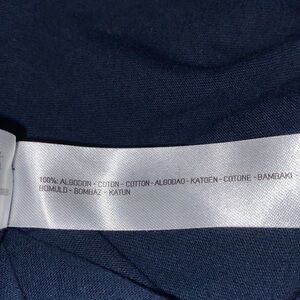 100%: ALGODON - COTON - COTTON - ALGODAO - KATOEN - COTONE - BAMBAKI
BOMULD - BOMBAZ - KATUN